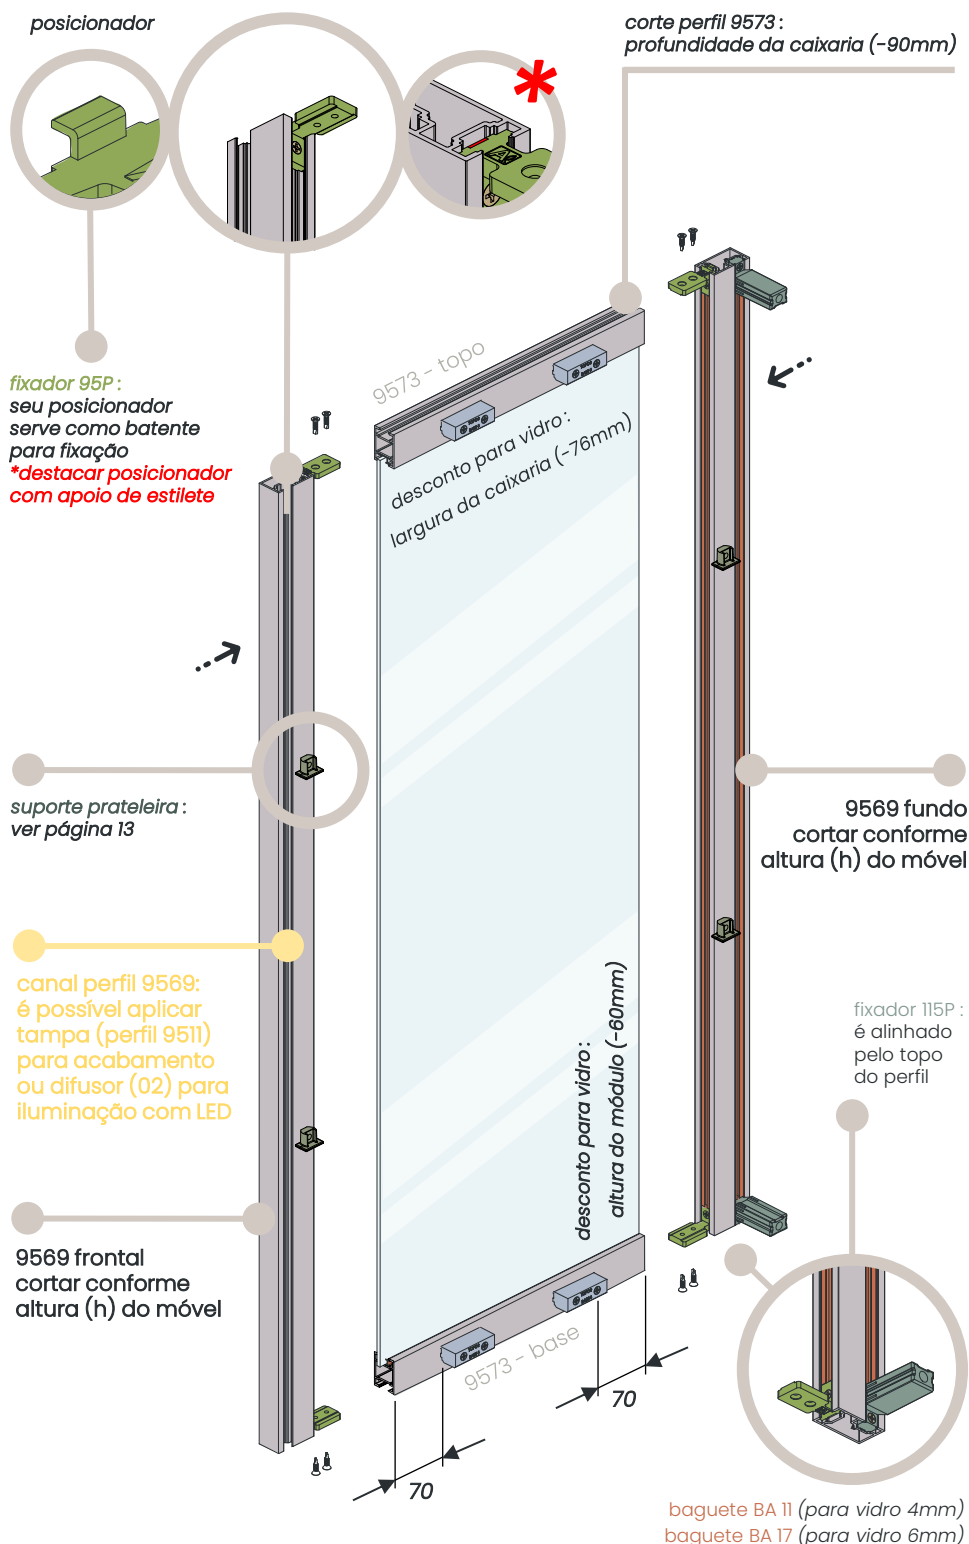 posicionador
corte perfil 9573 :
profundidade da caixaria (-90mm)
fixador 95P :
seu posicionador
serve como batente
para fixação
*destacar posicionador
com apoio de estilete
9573 - topo
desconto para vidro :
largura da caixaria (-76mm)
suporte prateleira :
ver página 13
9569 fundo
cortar conforme
altura (h) do móvel
canal perfil 9569:
é possível aplicar
tampa (perfil 9511)
para acabamento
ou difusor (02) para
iluminação com LED
desconto para vidro :
altura do módulo (-60mm)
fixador 115P :
é alinhado
pelo topo
do perfil
9569 frontal
cortar conforme
altura (h) do móvel
9573 - base
70
70
baguete BA 11 (para vidro 4mm)
baguete BA 17 (para vidro 6mm)